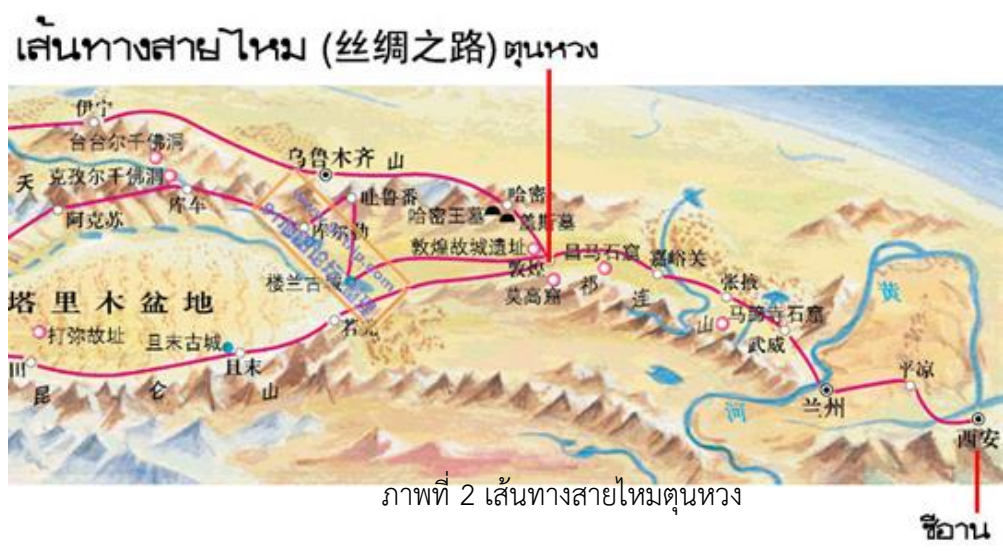 เส้นทางสายไหม (丝绸之路) ตุนหวง
伊宁
台台尔千佛洞
乌鲁木齐
山
天
克孜尔千佛洞
库车
吐鲁番
哈密
哈密王墓
盖斯墓
阿克苏
库尔勒
敦煌故城遗址
昌马石窟
嘉峪关
敦煌
楼兰古城
莫高窟
祁
连
山
张掖
黄
塔里木盆地
马蹄寺石窟
打弥故址
且末古城
武威
平凉
且末
昆
仑
山
河
兰州
西安
ภาพที่ 2 เส้นทางสายไหมตุนหวง
ซีอาน